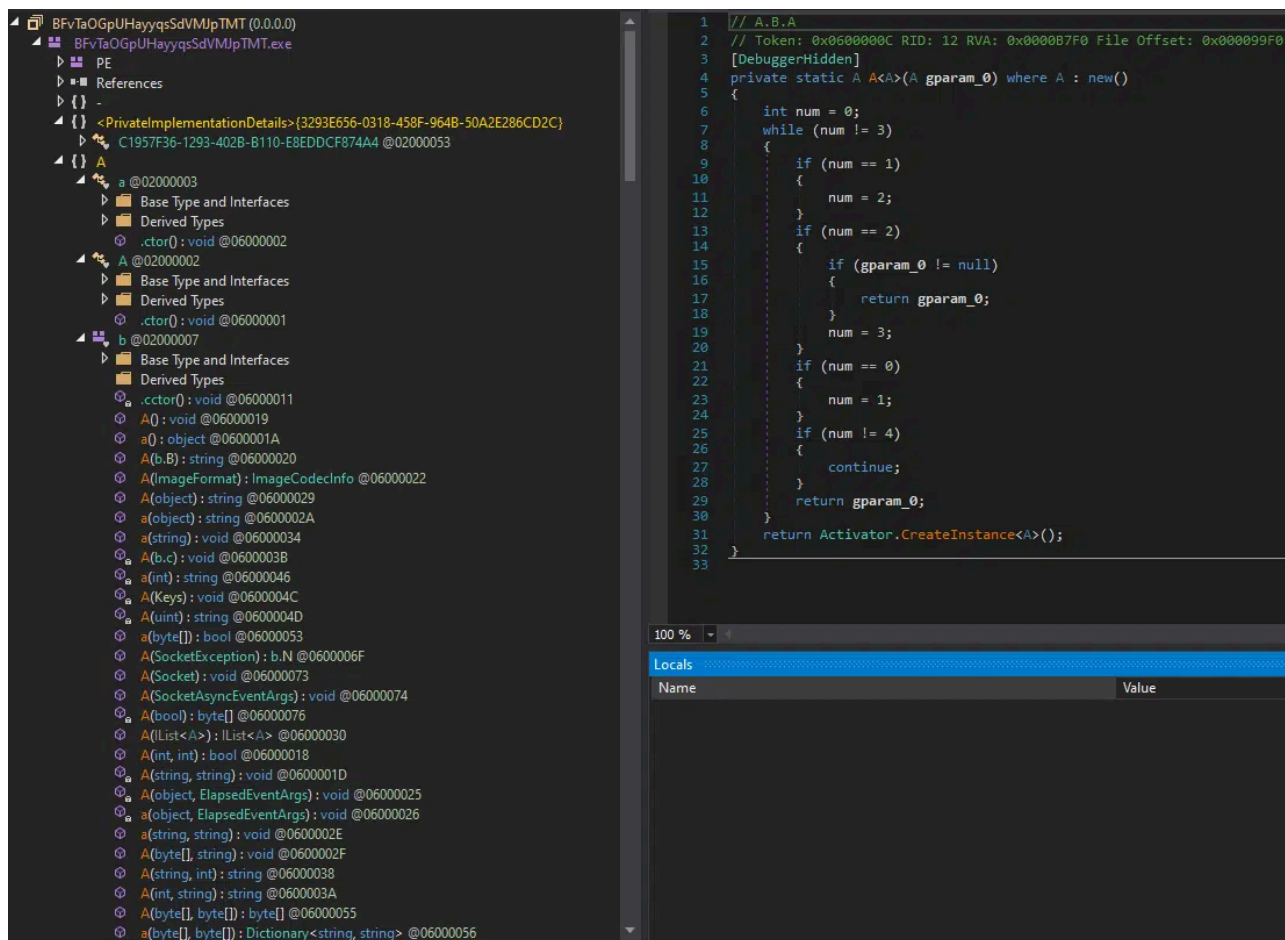 BFvTaOGpUHayyqsSdVMJpTMT (0.0.0.0)
BFvTaOGpUHayyqsSdVMJpTMT.exe
PE
References
{ } -
{ } <PrivateImplementationDetails>{3293E656-0318-458F-964B-50A2E286CD2C}
C1957F36-1293-402B-B110-E8EDDCF874A4 @02000053
{ } A
a @02000003
Base Type and Interfaces
Derived Types
.ctor() : void @06000002
A @02000002
Base Type and Interfaces
Derived Types
.ctor() : void @06000001
b @02000007
Base Type and Interfaces
Derived Types
.cctor() : void @06000011
A() : void @06000019
a() : object @0600001A
A(b.B) : string @06000020
A(ImageFormat) : ImageCodecInfo @06000022
A(object) : string @06000029
a(object) : string @0600002A
a(string) : void @06000034
A(b.c) : void @0600003B
a(int) : string @06000046
A(Keys) : void @0600004C
A(uint) : string @0600004D
a(byte[]) : bool @06000053
A(SocketException) : b.N @0600006F
A(Socket) : void @06000073
A(SocketAsyncEventArgs) : void @06000074
A(bool) : byte[] @06000076
A(IList<A>) : IList<A> @06000030
A(int, int) : bool @06000018
A(string, string) : void @0600001D
A(object, ElapsedEventArgs) : void @06000025
a(object, ElapsedEventArgs) : void @06000026
a(string, string) : void @0600002E
A(byte[], string) : void @0600002F
A(string, int) : string @06000038
A(int, string) : string @0600003A
A(byte[], byte[]) : byte[] @06000055
a(byte[], byte[]) : Dictionary<string, string> @06000056
1 // A.B.A
2 // Token: 0x0600000C RID: 12 RVA: 0x0000B7F0 File Offset: 0x000099F0
3 [DebuggerHidden]
4 private static A A<A>(A gparam_0) where A : new()
5 {
6 int num = 0;
7 while (num != 3)
8 {
9 if (num == 1)
10 {
11 num = 2;
12 }
13 if (num == 2)
14 {
15 if (gparam_0 != null)
16 {
17 return gparam_0;
18 }
19 num = 3;
20 }
21 if (num == 0)
22 {
23 num = 1;
24 }
25 if (num != 4)
26 {
27 continue;
28 }
29 return gparam_0;
30 }
31 return Activator.CreateInstance<A>();
32 }
33
100 %
Locals
Name Value